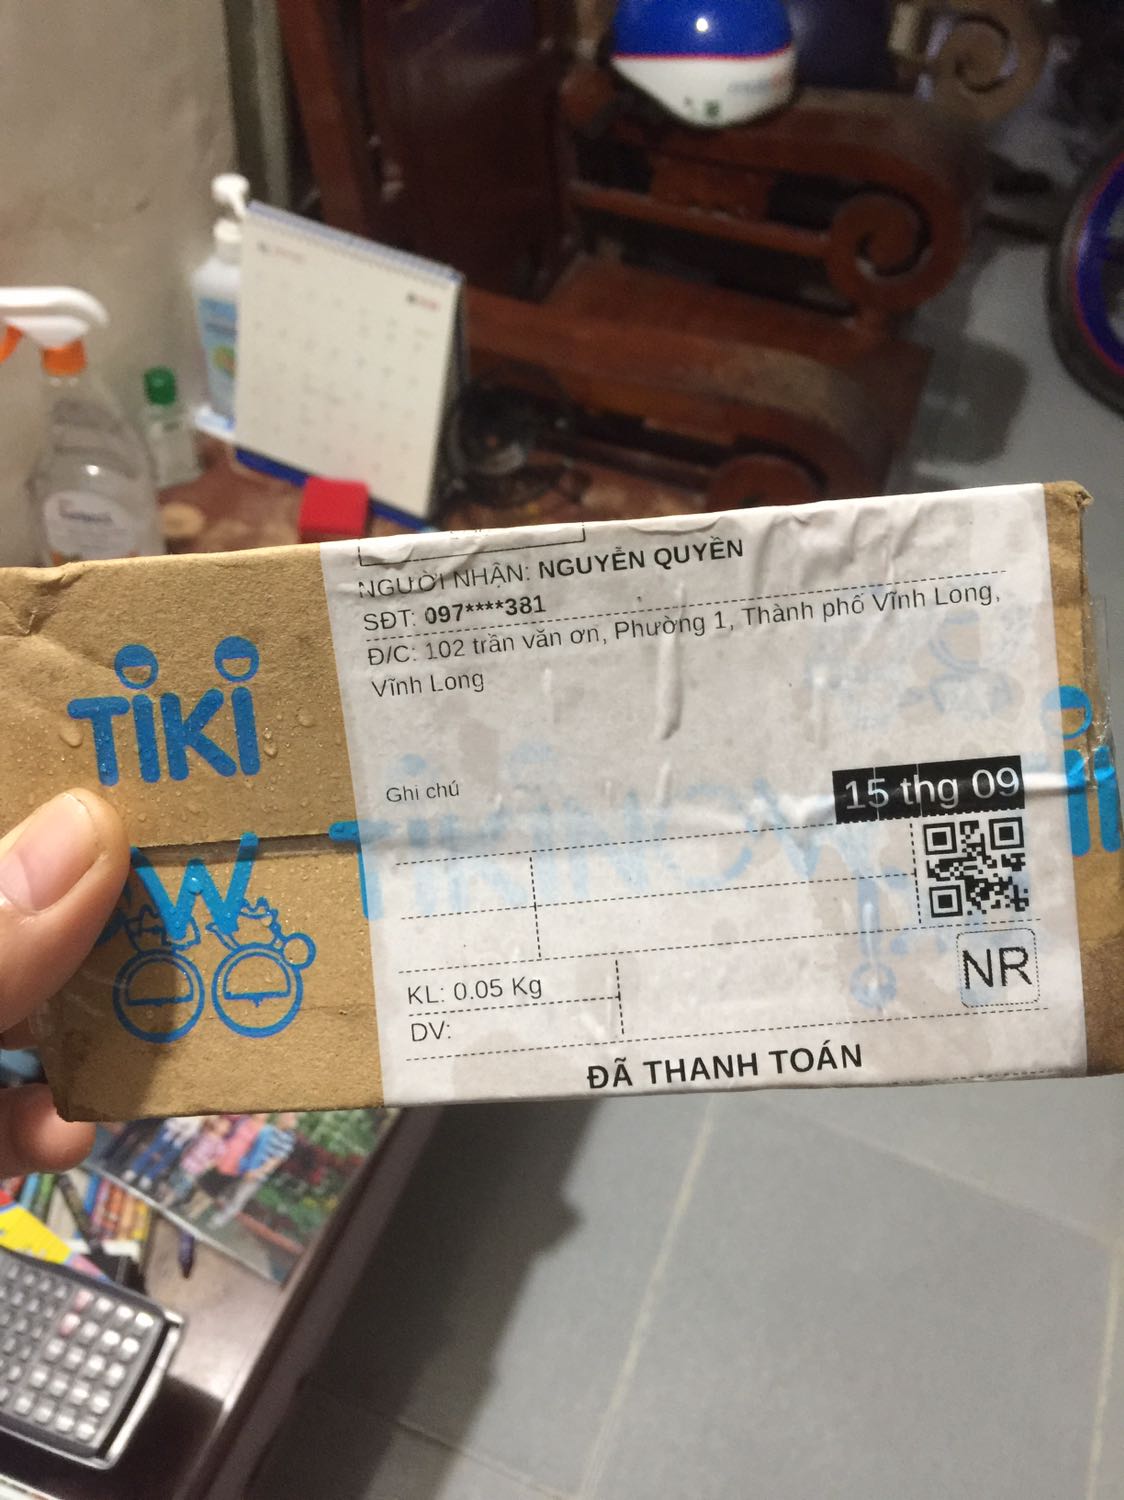 NGƯỜI NHẬN: NGUYỄN QUYỀN
SĐT: 097****381
Đ/C: 102 trần văn ơn, Phường 1, Thành phố Vĩnh Long,
Vĩnh Long
TiKi
Ghi chú
15 thg 09
KL: 0.05 Kg
NR
DV:
ĐÃ THANH TOÁN